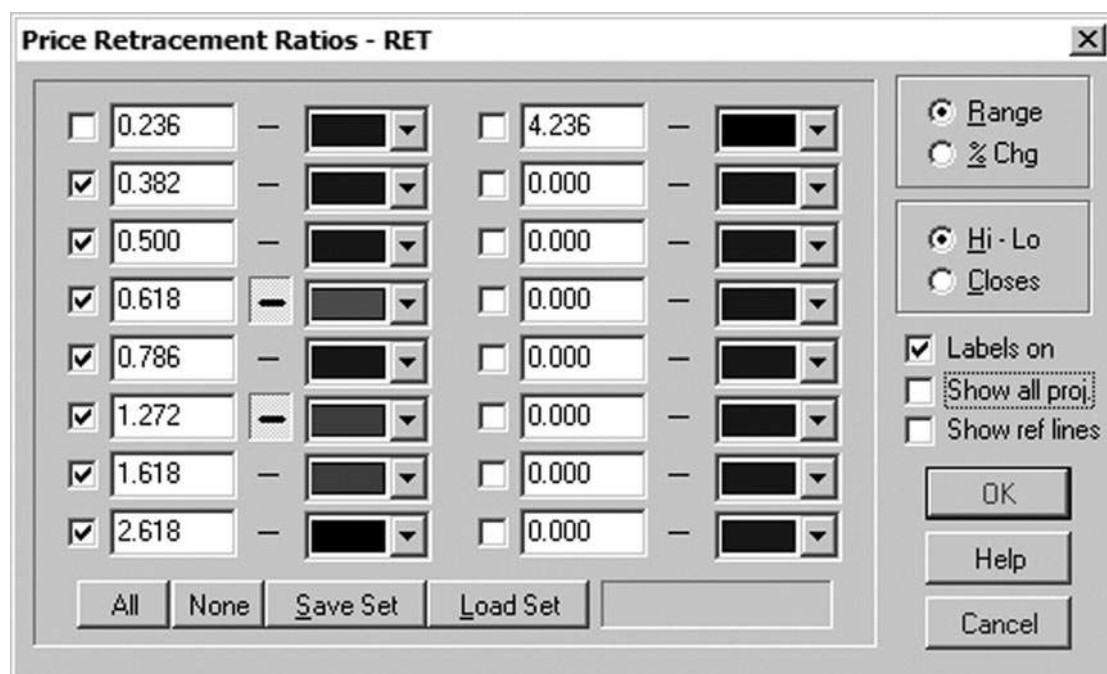 Price Retracement Ratios - RET
0.236 4.236
0.382 0.000
0.500 0.000
0.618 0.000
0.786 0.000
1.272 0.000
1.618 0.000
2.618 0.000
All None Save Set Load Set
Range
% Chg
Hi - Lo
Closes
Labels on
Show all proj.
Show ref lines
OK
Help
Cancel